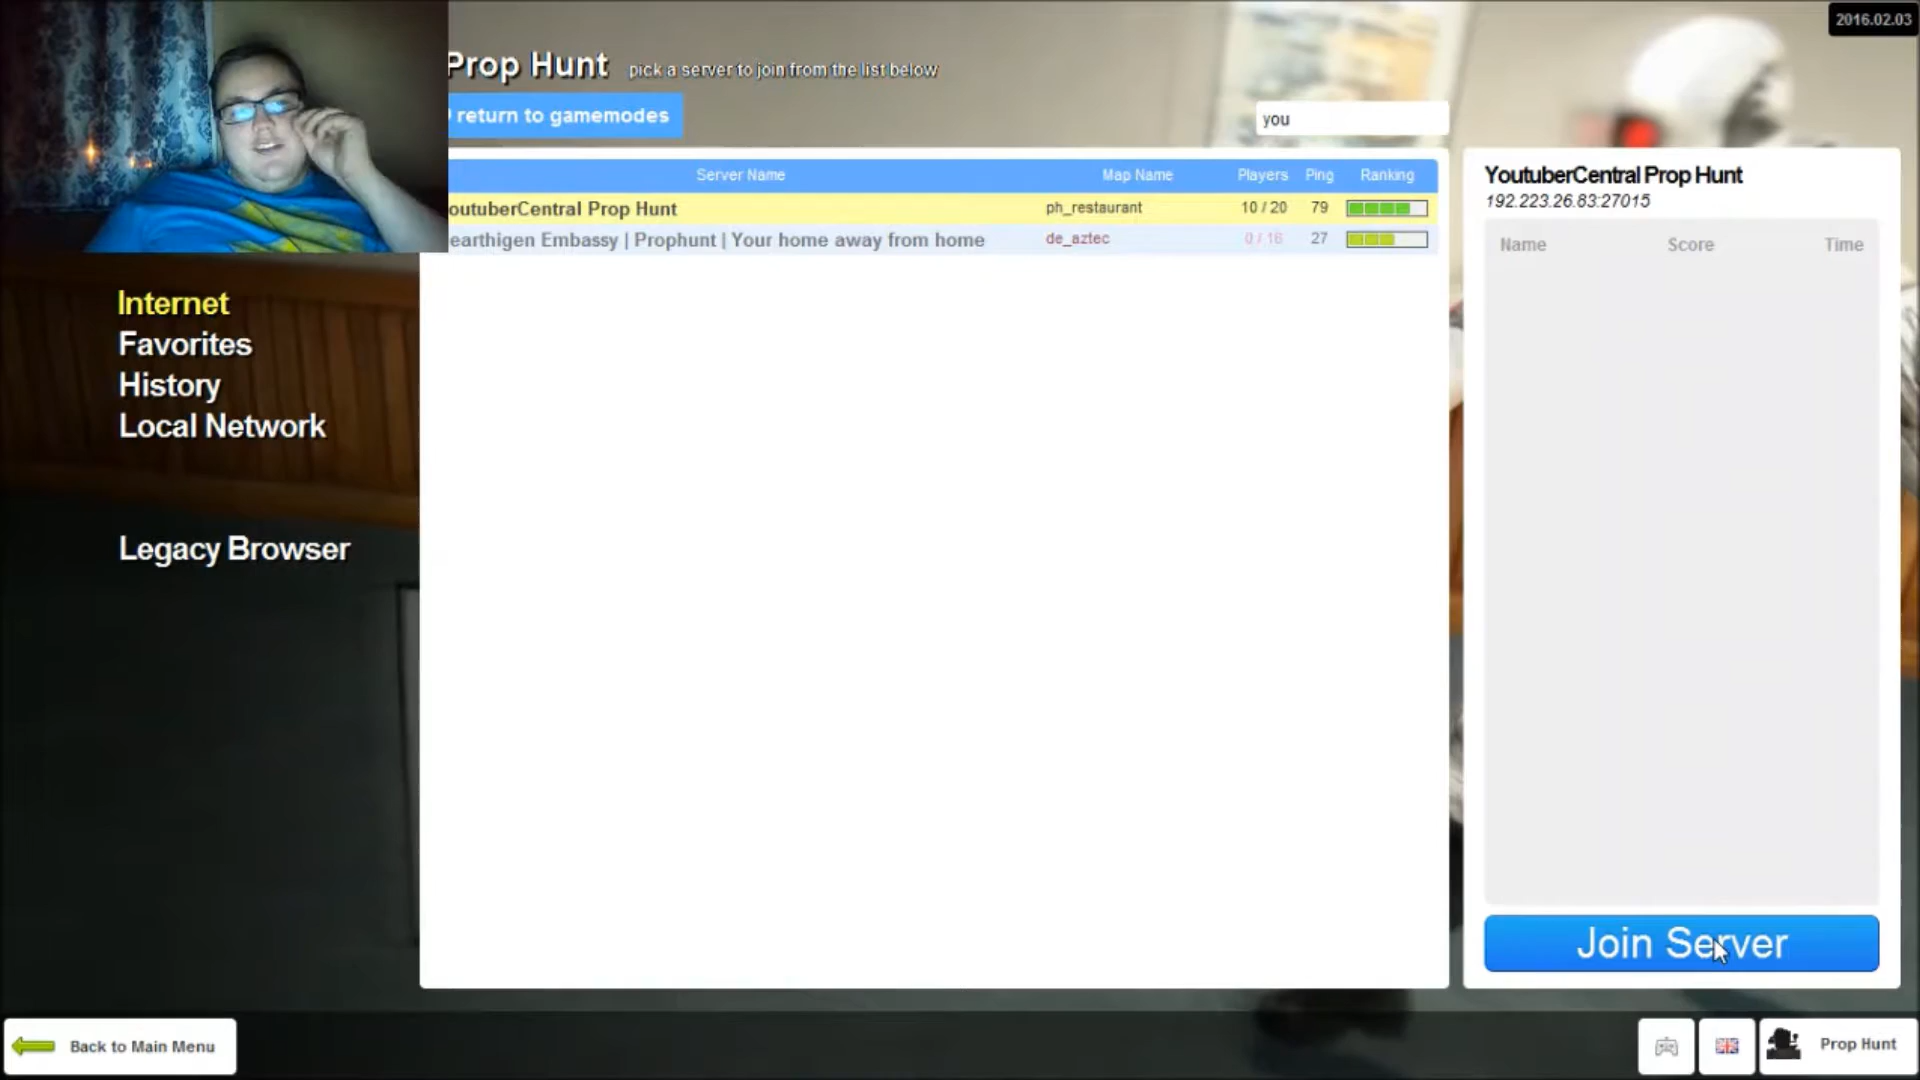 2016.02.03
Prop Hunt pick a server to join from the list below
return to gamemodes
you
Server Name Map Name Players Ping Ranking
outuberCentral Prop Hunt ph_restaurant 10 / 20 79
earthigen Embassy | Prophunt | Your home away from home de_aztec 0 / 16 27
YoutuberCentral Prop Hunt
192.223.26.83:27015
Name Score Time
Internet
Favorites
History
Local Network
Legacy Browser
Join Server
Back to Main Menu
Prop Hunt